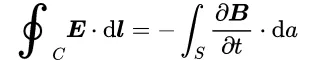 ∮_C 𝑬 · d𝒍 = − ∫_S ∂𝑩/∂t · da